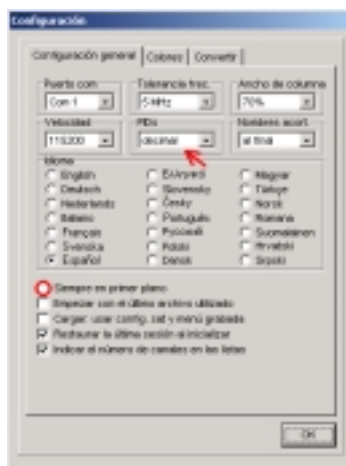 Configuración
Configuración general Colores Convertir
Puerto com Tolerancia frec. Ancho de columna
Com 1 5 MHz 70%
Velocidad PIDs Nombres acort.
115200 decimal al final
Idioma
English Ελληνικά Magyar
Deutsch Slovensky Türkçe
Nederlands Česky Norsk
Italiano Português Romana
Français Русский Suomalainen
Svenska Polski Hrvatski
Español Dansk Srpski
Siempre en primer plano
Empezar con el último archivo utilizado
Cargar: usar config. sat y menú grabado
Restaurar la última sesión al inicializar
Indicar el número de canales en las listas
OK